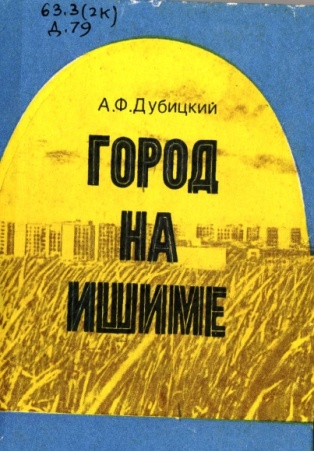 63.3(2К)
Д.79
А.Ф.Дубицкий
ГОРОД
НА
ИШИМЕ